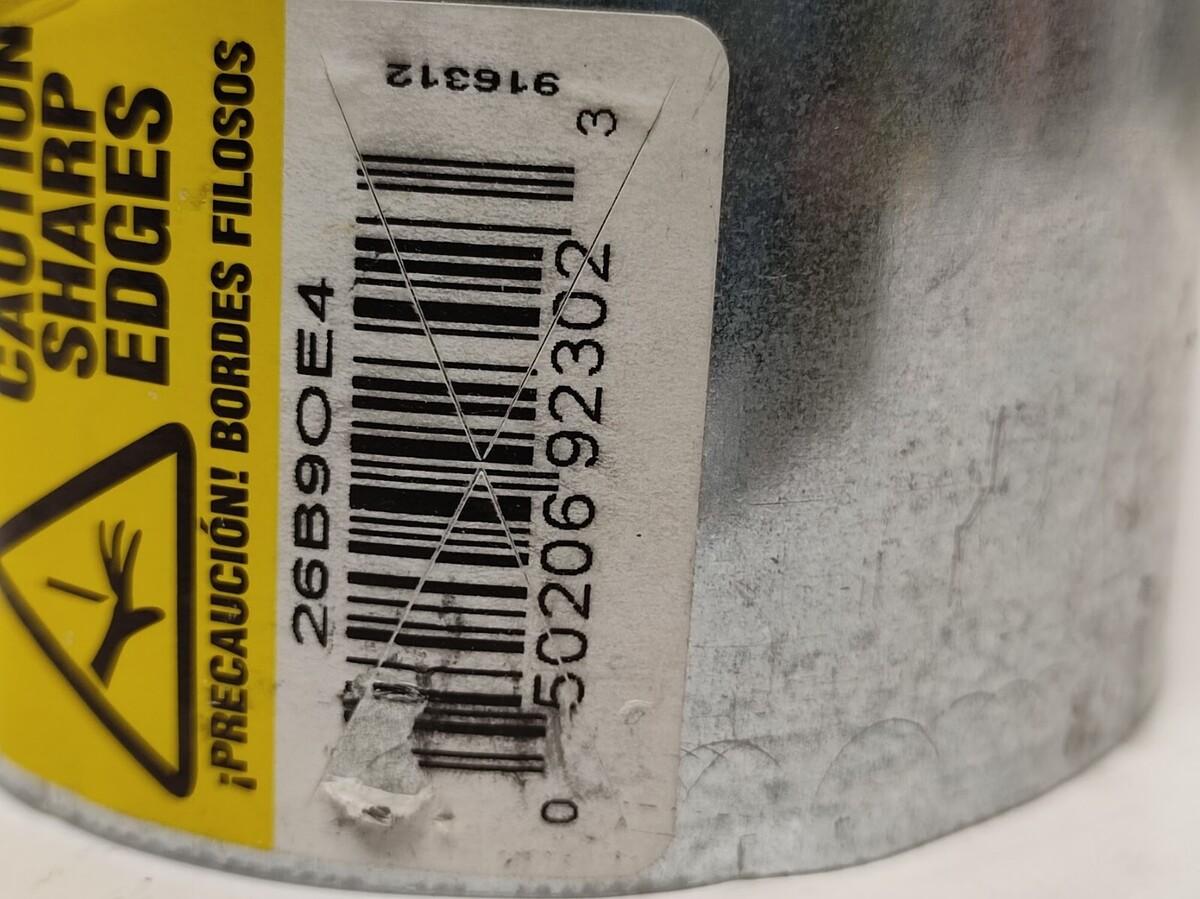 CAUTION
SHARP
EDGES
¡PRECAUCIÓN! BORDES FILOSOS
26B90E4
0 50206 92302 3
916312